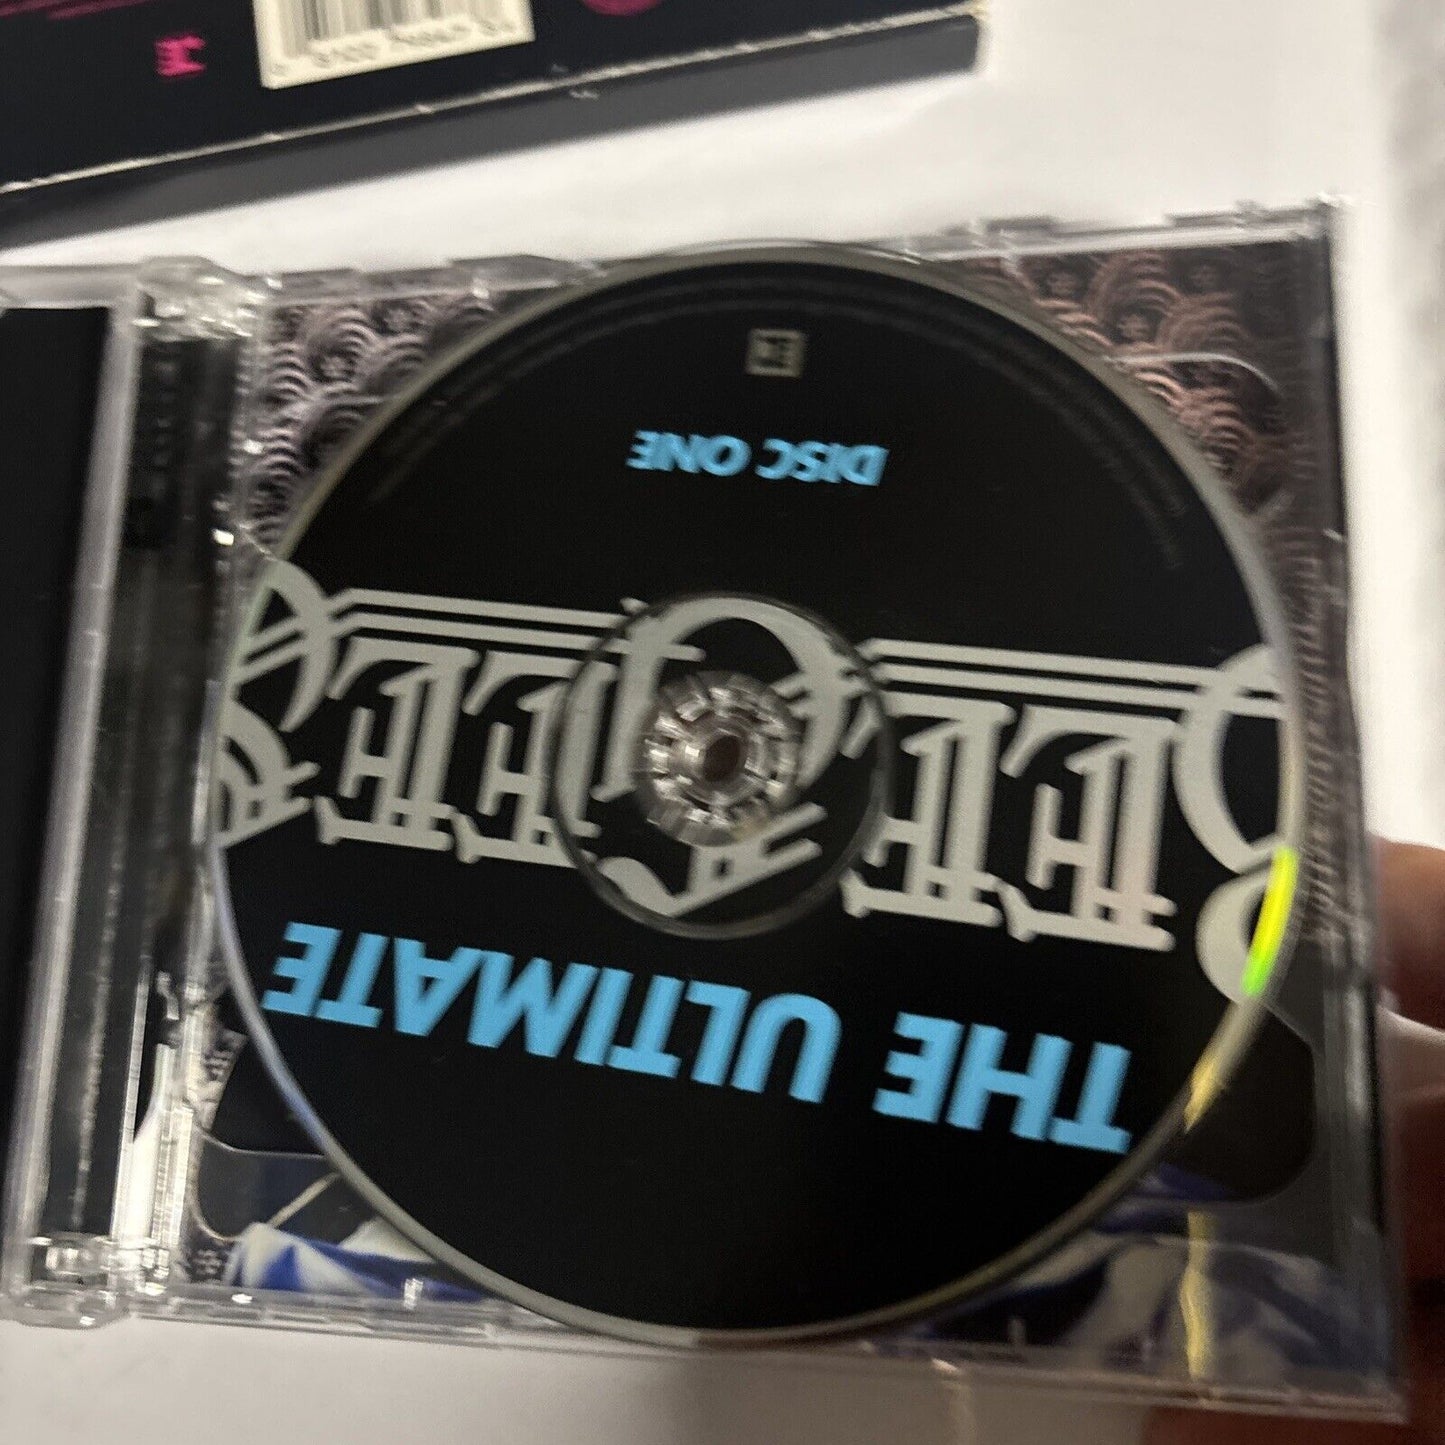 THE ULTIMATE
BEE GEES
DISC ONE